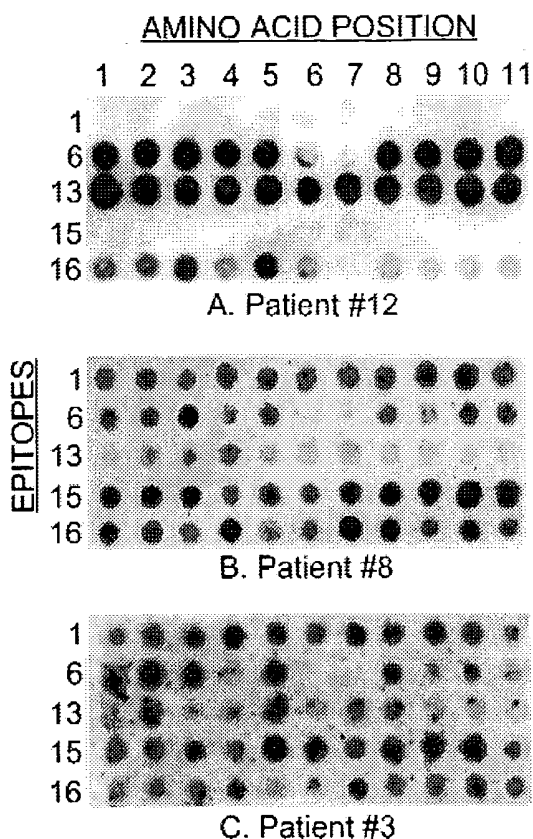 AMINO ACID POSITION
1 2 3 4 5 6 7 8 9 10 11
1
6
13
15
16
A. Patient #12
EPITOPES
1
6
13
15
16
B. Patient #8
1
6
13
15
16
C. Patient #3